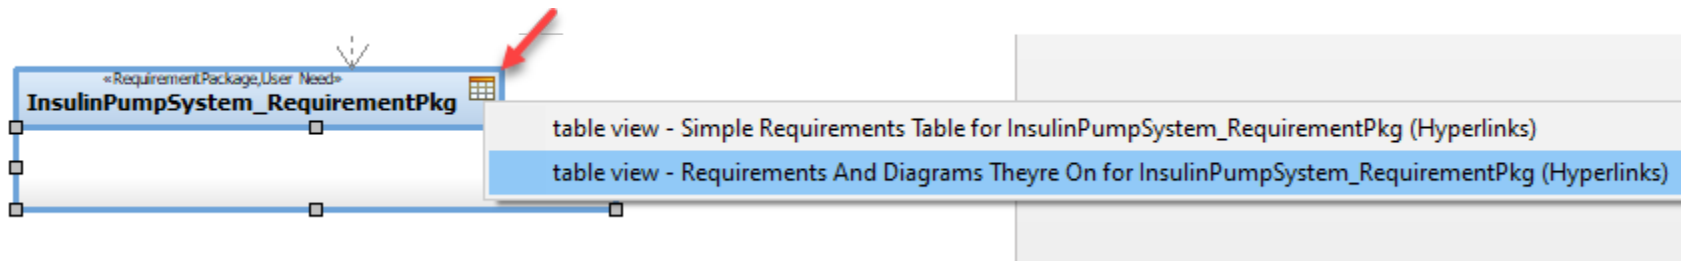 «RequirementPackage,User Need»
InsulinPumpSystem_RequirementPkg
table view - Simple Requirements Table for InsulinPumpSystem_RequirementPkg (Hyperlinks)
table view - Requirements And Diagrams Theyre On for InsulinPumpSystem_RequirementPkg (Hyperlinks)